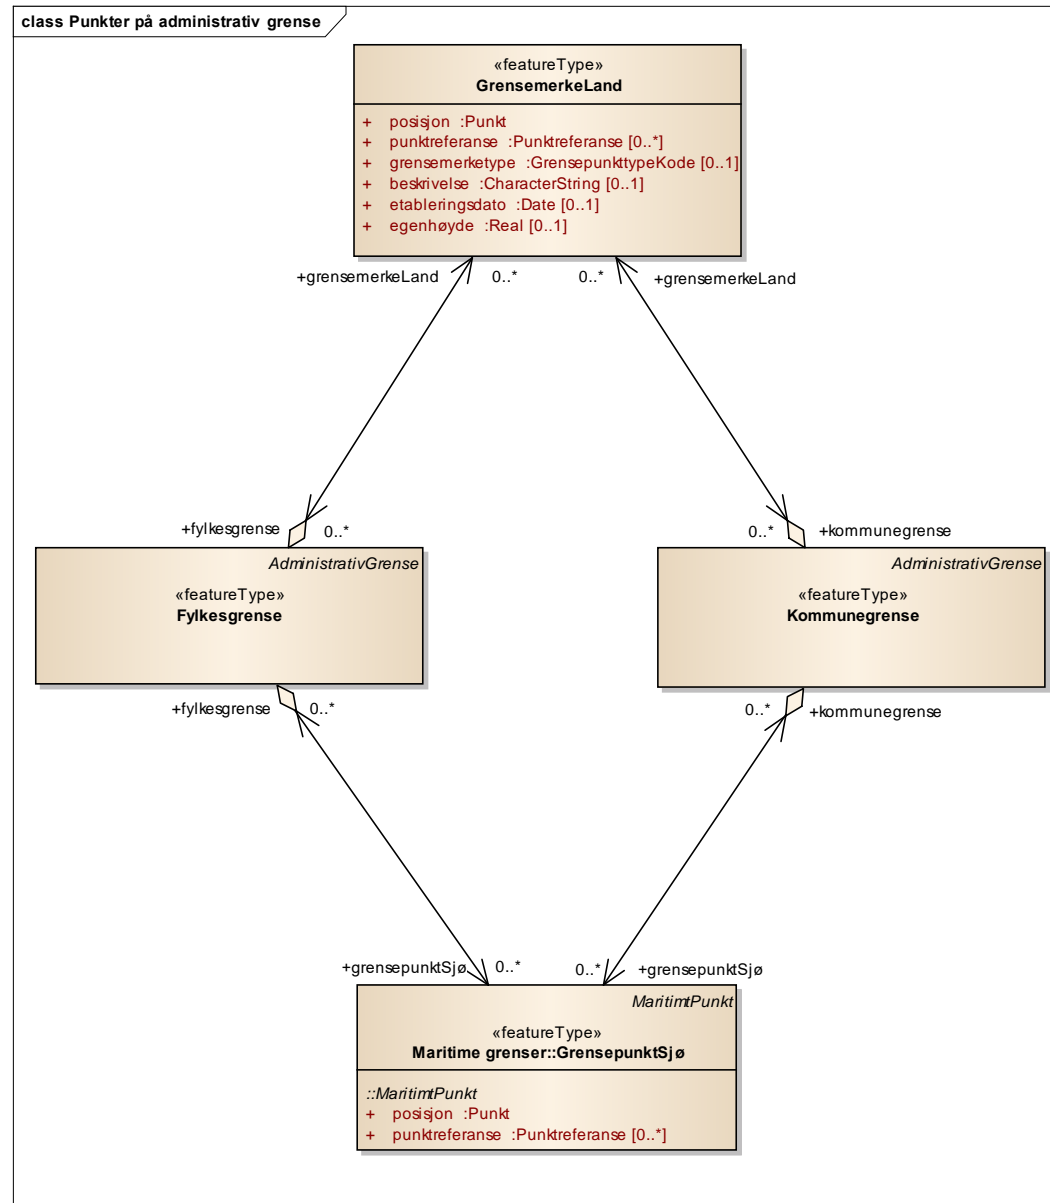 class Punkter på administrativ grense
«featureType»
GrensemerkeLand
+ posisjon :Punkt
+ punktreferanse :Punktreferanse [0..*]
+ grensemerketype :GrensepunkttypeKode [0..1]
+ beskrivelse :CharacterString [0..1]
+ etableringsdato :Date [0..1]
+ egenhøyde :Real [0..1]
+grensemerkeLand 0..* 0..* +grensemerkeLand
+fylkesgrense 0..* 0..* +kommunegrense
AdministrativGrense
«featureType»
Fylkesgrense
AdministrativGrense
«featureType»
Kommunegrense
+fylkesgrense 0..* 0..* +kommunegrense
+grensepunktSjø 0..* 0..* +grensepunktSjø
MaritimtPunkt
«featureType»
Maritime grenser::GrensepunktSjø
::MaritimtPunkt
+ posisjon :Punkt
+ punktreferanse :Punktreferanse [0..*]